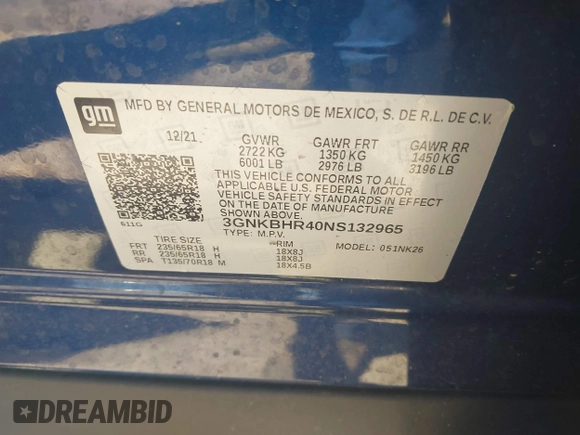 gm
MFD BY GENERAL MOTORS DE MEXICO, S. DE R.L. DE C.V.
12/21 GVWR GAWR FRT GAWR RR
2722 KG 1350 KG 1450 KG
6001 LB 2976 LB 3196 LB
THIS VEHICLE CONFORMS TO ALL
APPLICABLE U.S. FEDERAL MOTOR
VEHICLE SAFETY STANDARDS IN EFFECT
ON THE DATE OF MANUFACTURE
SHOWN ABOVE.
611G
3GNKBHR40NS132965
TYPE: M.P.V. MODEL: 051NK26
TIRE SIZE RIM
FRT 235/65R18 H 18X8J
RR 235/65R18 H 18X8J
SPA T135/70R18 M 18X4.5B
DREAMBID